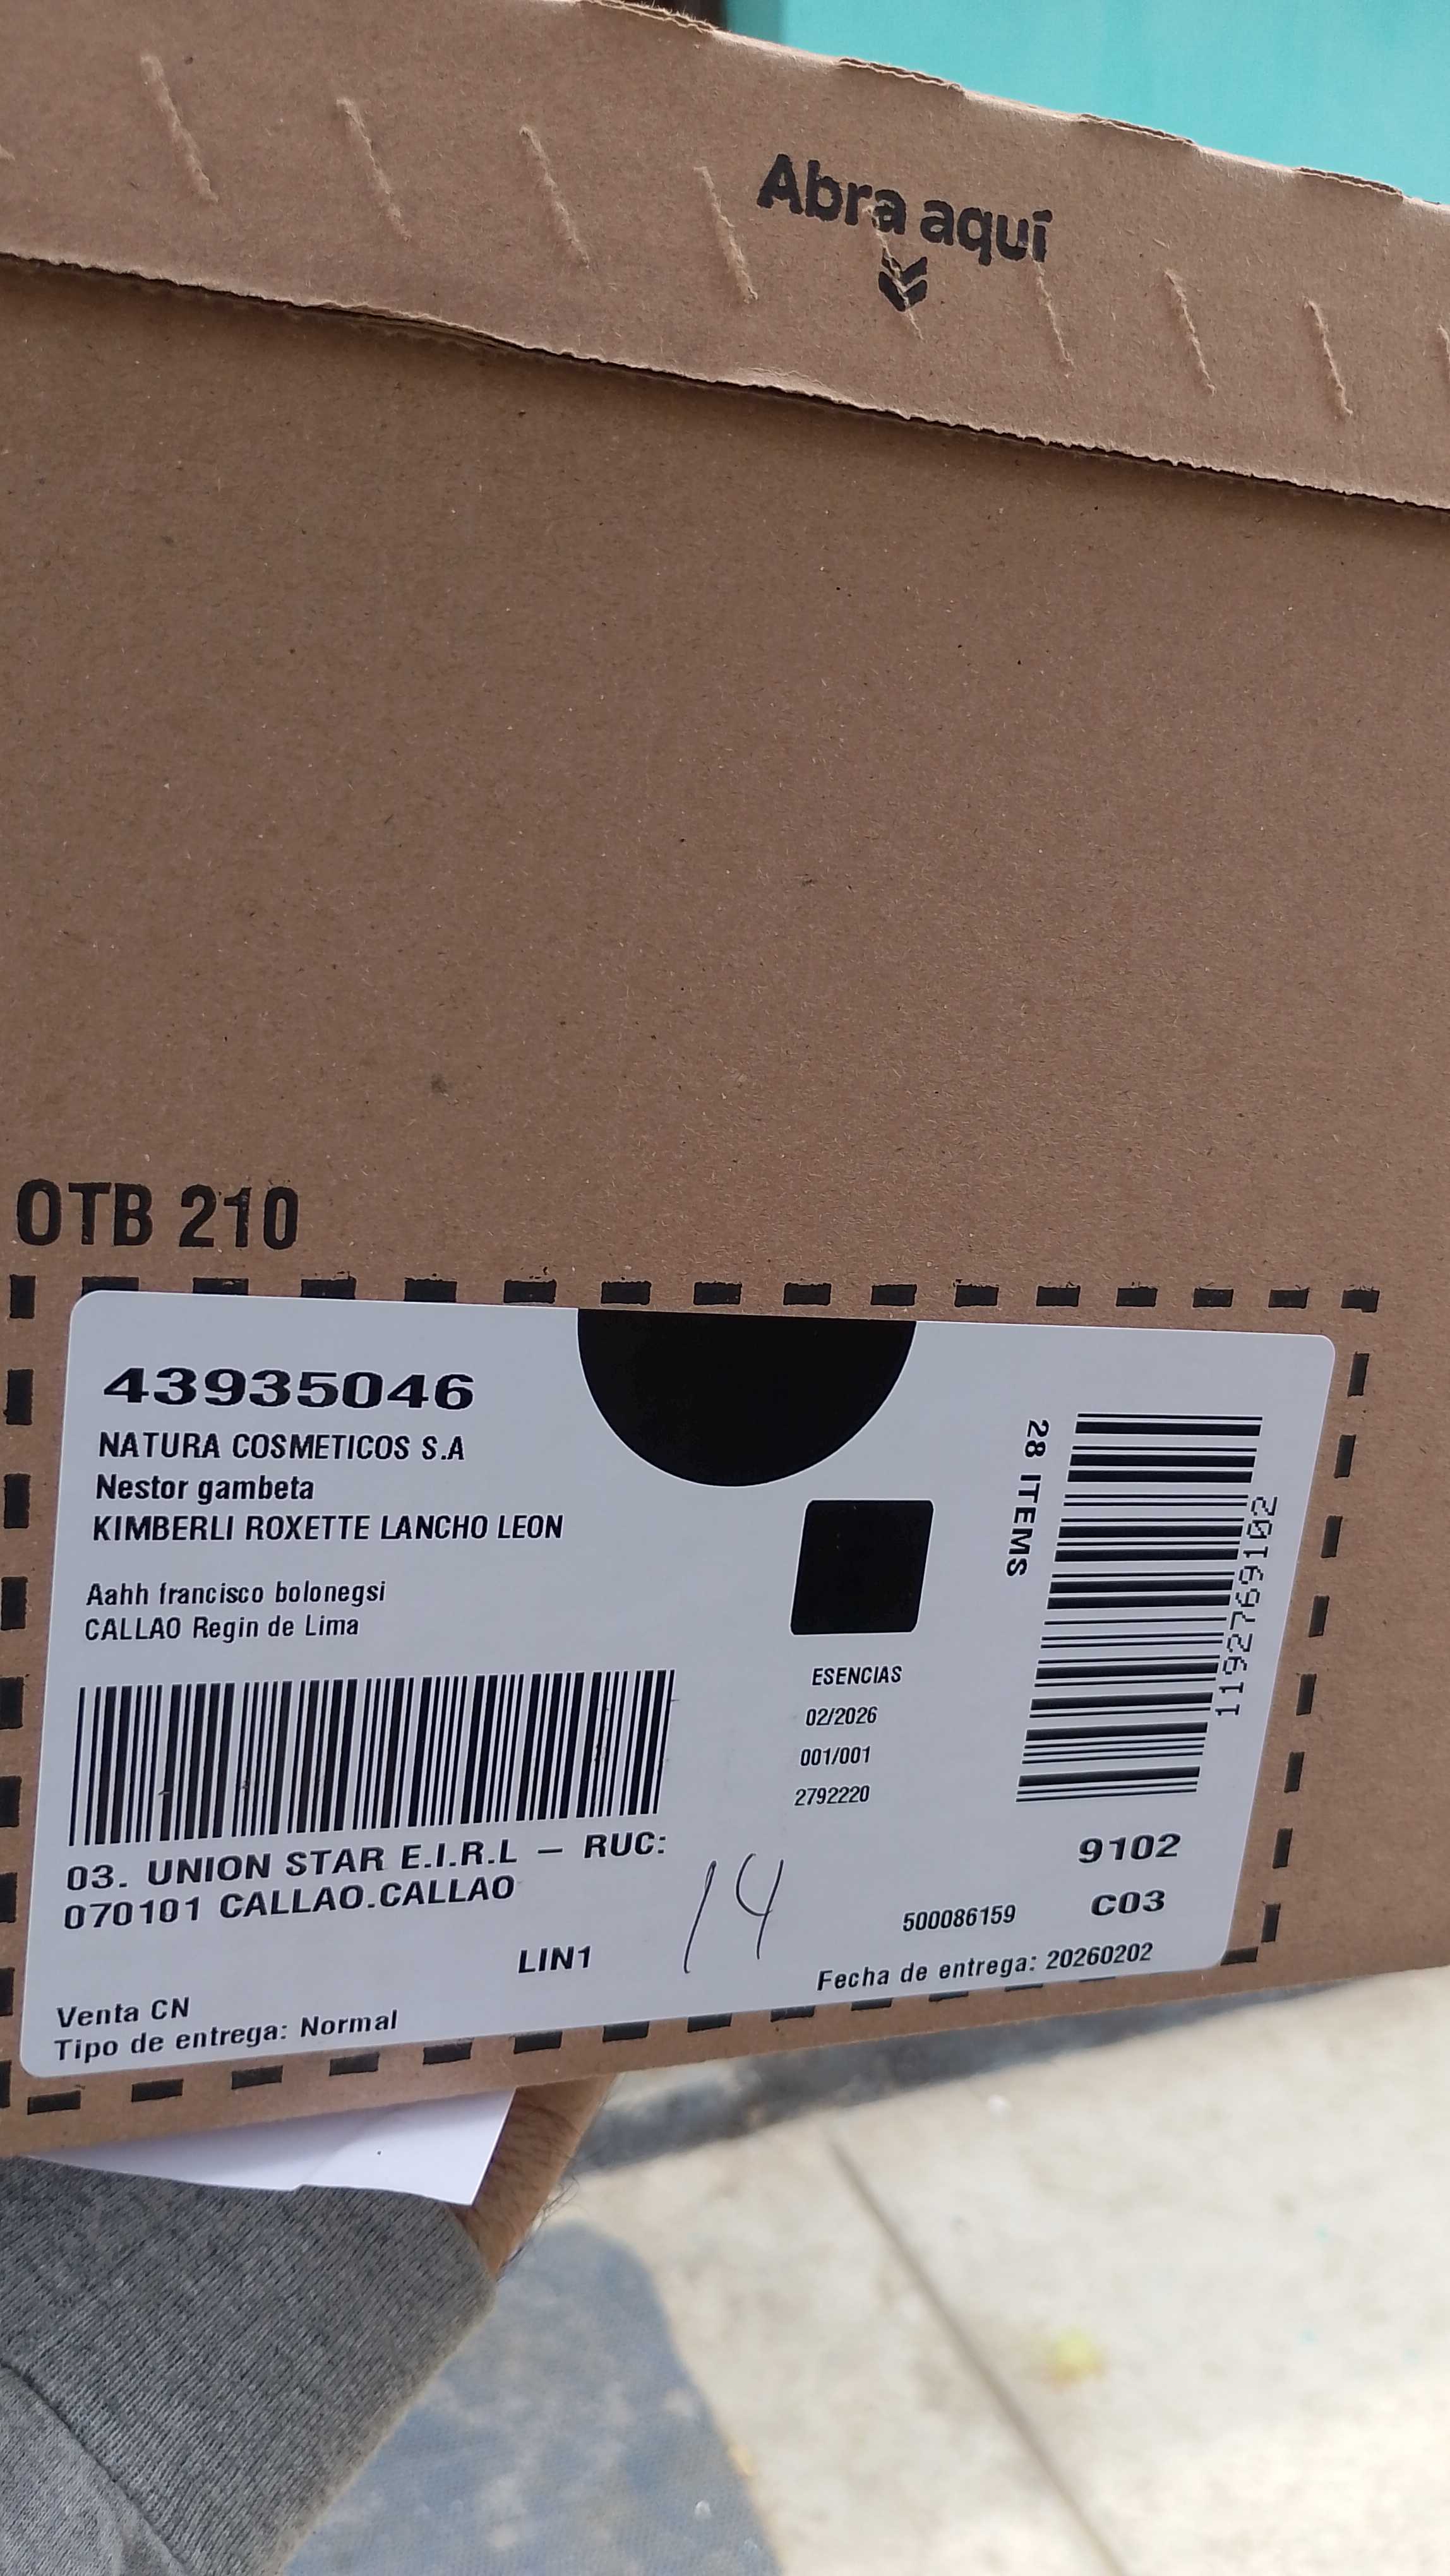 Abra aquí
OTB 210
43935046
NATURA COSMETICOS S.A
Nestor gambeta
KIMBERLI ROXETTE LANCHO LEON
Aahh francisco bolonegsi
CALLAO Regin de Lima
03. UNION STAR E.I.R.L – RUC:
070101 CALLAO.CALLAO
LIN1
14
Venta CN
Tipo de entrega: Normal
ESENCIAS
02/2026
001/001
2792220
28 ITEMS
1192769102
9102
C03
500086159
Fecha de entrega: 20260202